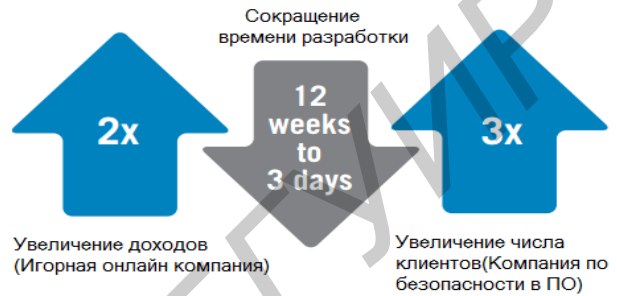 Сокращение
времени разработки
2x
12
weeks
to
3 days
3x
Увеличение доходов
(Игорная онлайн компания)
Увеличение числа
клиентов(Компания по
безопасности в ПО)
ГУИР